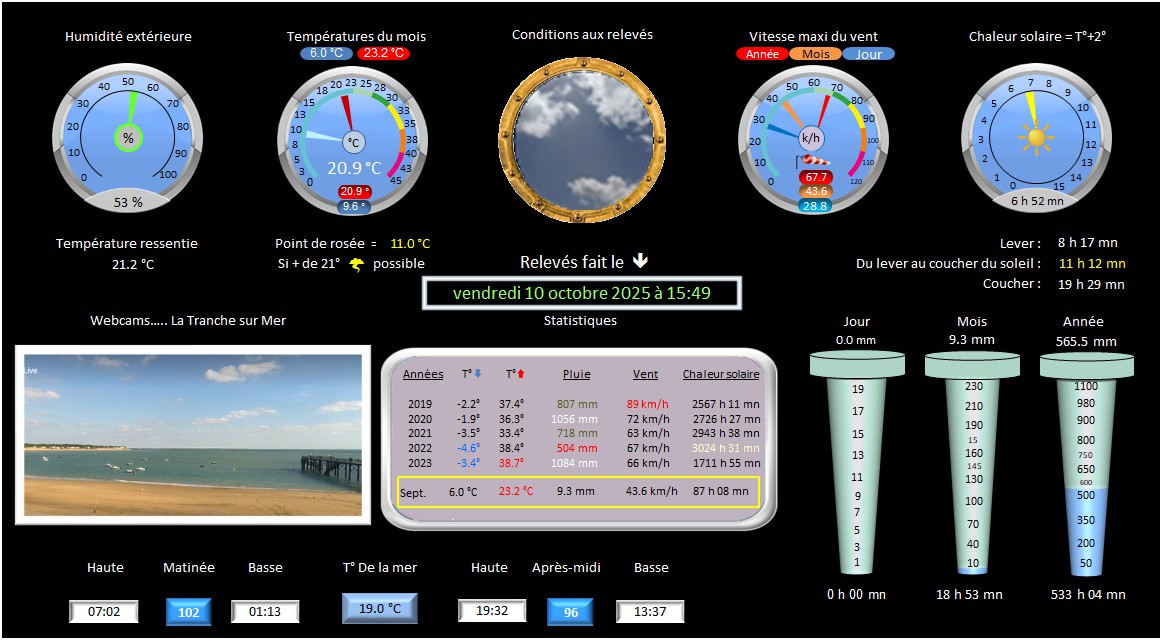 Humidité extérieure
Températures du mois
6.0 °C 23.2 °C
Conditions aux relevés
Vitesse maxi du vent
Année Mois Jour
Chaleur solaire = T°+2°
0 10 20 30 40 50 60 70 80 90 100
%
53 %
0 3 5 8 10 13 15 18 20 23 25 28 30 33 35 38 40 43 45
°C
20.9 °C
20.9 °
9.6 °
0 10 20 30 40 50 60 70 80 90 100 110 120
k/h
67.7
43.6
28.8
0 1 2 3 4 5 6 7 8 9 10 11 12 13 14 15
6 h 52 mn
Température ressentie
21.2 °C
Point de rosée = 11.0 °C
Si + de 21° possible
Relevés fait le
vendredi 10 octobre 2025 à 15:49
Lever : 8 h 17 mn
Du lever au coucher du soleil : 11 h 12 mn
Coucher : 19 h 29 mn
Webcams..... La Tranche sur Mer
Live
Statistiques
Années T° T° Pluie Vent Chaleur solaire
2019 -2.2° 37.4° 807 mm 89 km/h 2567 h 11 mn
2020 -1.9° 36.3° 1056 mm 72 km/h 2726 h 27 mn
2021 -3.5° 33.4° 718 mm 63 km/h 2943 h 38 mn
2022 -4.6° 38.4° 504 mm 67 km/h 3024 h 31 mn
2023 -3.4° 38.7° 1084 mm 66 km/h 1711 h 55 mn
Sept. 6.0 °C 23.2 °C 9.3 mm 43.6 km/h 87 h 08 mn
Jour
0.0 mm
19
17
15
13
11
9
7
5
3
1
0 h 00 mn
Mois
9.3 mm
230
210
190
15
160
145
130
100
70
40
10
18 h 53 mn
Année
565.5 mm
1100
980
900
800
750
650
600
500
350
200
50
533 h 04 mn
Haute Matinée Basse
07:02 102 01:13
T° De la mer
19.0 °C
Haute Après-midi Basse
19:32 96 13:37